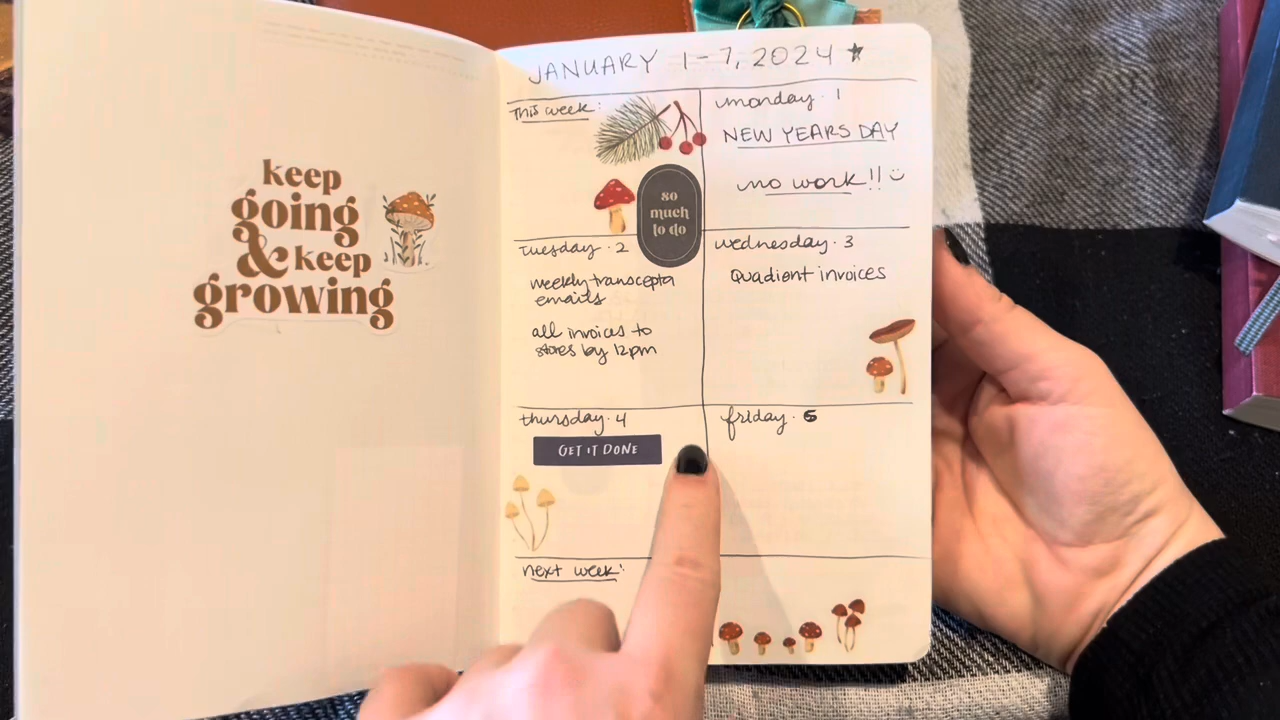 keep
going
& keep
growing
JANUARY 1-7, 2024
This week:
so
much
to do
monday · 1
NEW YEARS DAY
no work!!
tuesday · 2
weekly transcepta
emails
all invoices to
stores by 12pm
wednesday · 3
Quadient invoices
thursday · 4
GET IT DONE
friday · 5
next week: